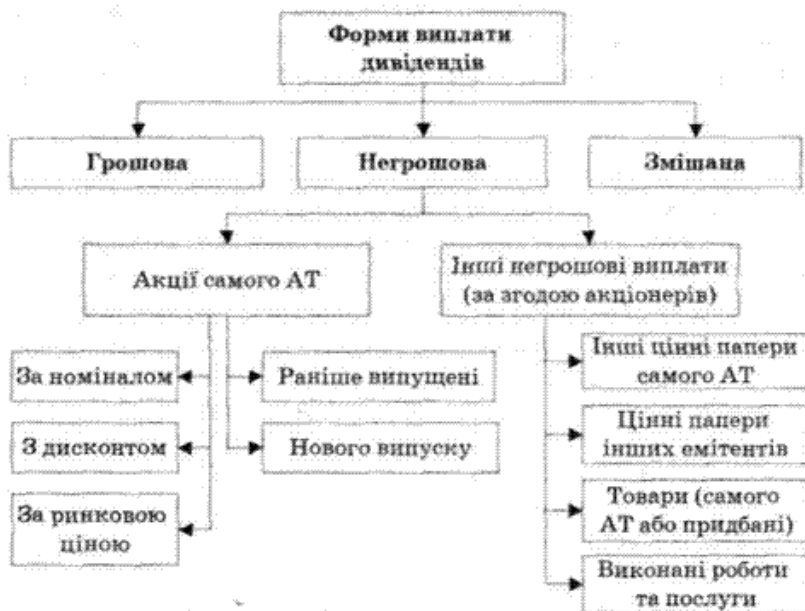 Форми виплати
дивідендів
Грошова
Негрошова
Змішана
Акції самого АТ
Інші негрошові виплати
(за згодою акціонерів)
За номіналом
З дисконтом
За ринковою
ціною
Раніше випущені
Нового випуску
Інші цінні папери
самого АТ
Цінні папери
інших емітентів
Товари (самого
АТ або придбані)
Виконані роботи
та послуги